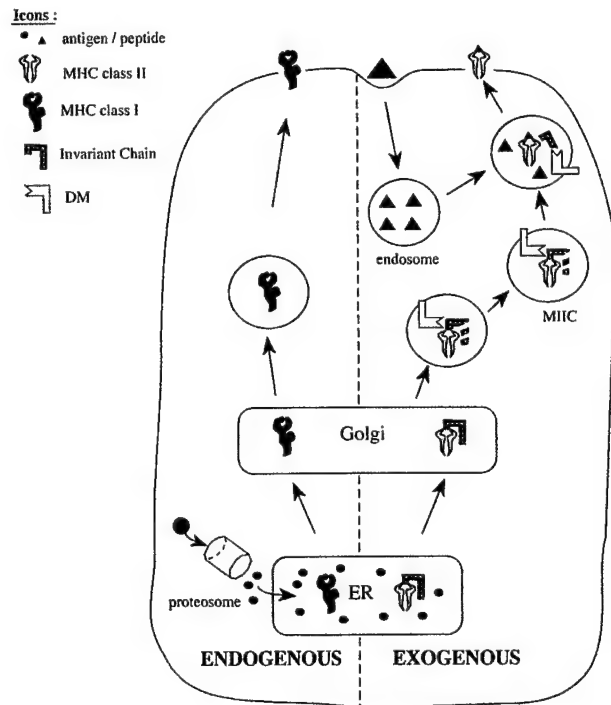 Icons :
antigen / peptide
MHC class II
MHC class I
Invariant Chain
DM
endosome
MIIC
Golgi
proteosome
ER
ENDOGENOUS
EXOGENOUS